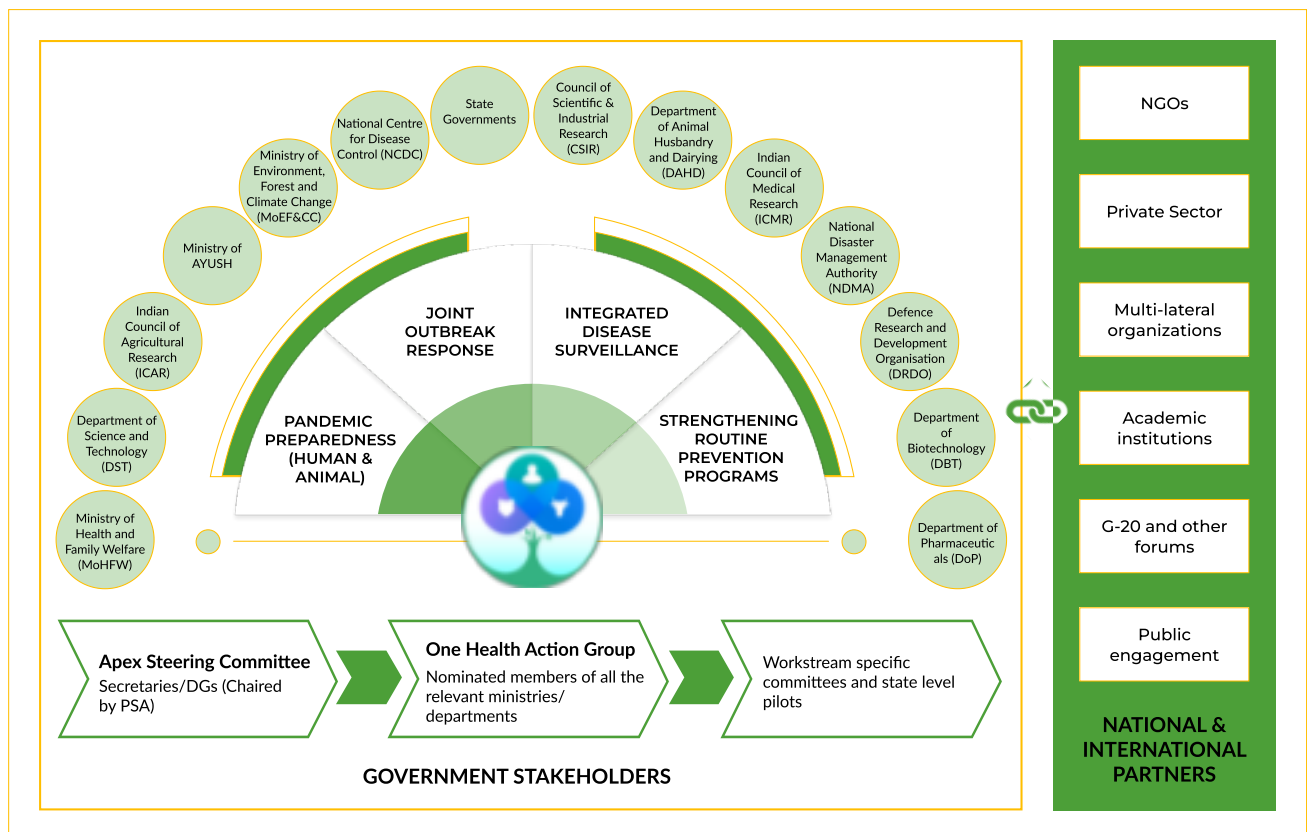 Ministry of
Health and
Family Welfare
(MoHFW)
Department of
Science and
Technology
(DST)
Indian
Council of
Agricultural
Research
(ICAR)
Ministry of
AYUSH
Ministry of
Environment,
Forest and
Climate Change
(MoEF&CC)
National Centre
for Disease
Control (NCDC)
State
Governments
Council of
Scientific &
Industrial
Research
(CSIR)
Department
of Animal
Husbandry
and Dairying
(DAHD)
Indian
Council of
Medical
Research
(ICMR)
National
Disaster
Management
Authority
(NDMA)
Defence
Research and
Development
Organisation
(DRDO)
Department
of
Biotechnology
(DBT)
Department of
Pharmaceutic
als (DoP)
PANDEMIC
PREPAREDNESS
(HUMAN &
ANIMAL)
JOINT
OUTBREAK
RESPONSE
INTEGRATED
DISEASE
SURVEILLANCE
STRENGTHENING
ROUTINE
PREVENTION
PROGRAMS
Apex Steering Committee
Secretaries/DGs (Chaired
by PSA)
One Health Action Group
Nominated members of all the
relevant ministries/
departments
Workstream specific
committees and state level
pilots
GOVERNMENT STAKEHOLDERS
NGOs
Private Sector
Multi-lateral
organizations
Academic
institutions
G-20 and other
forums
Public
engagement
NATIONAL &
INTERNATIONAL
PARTNERS